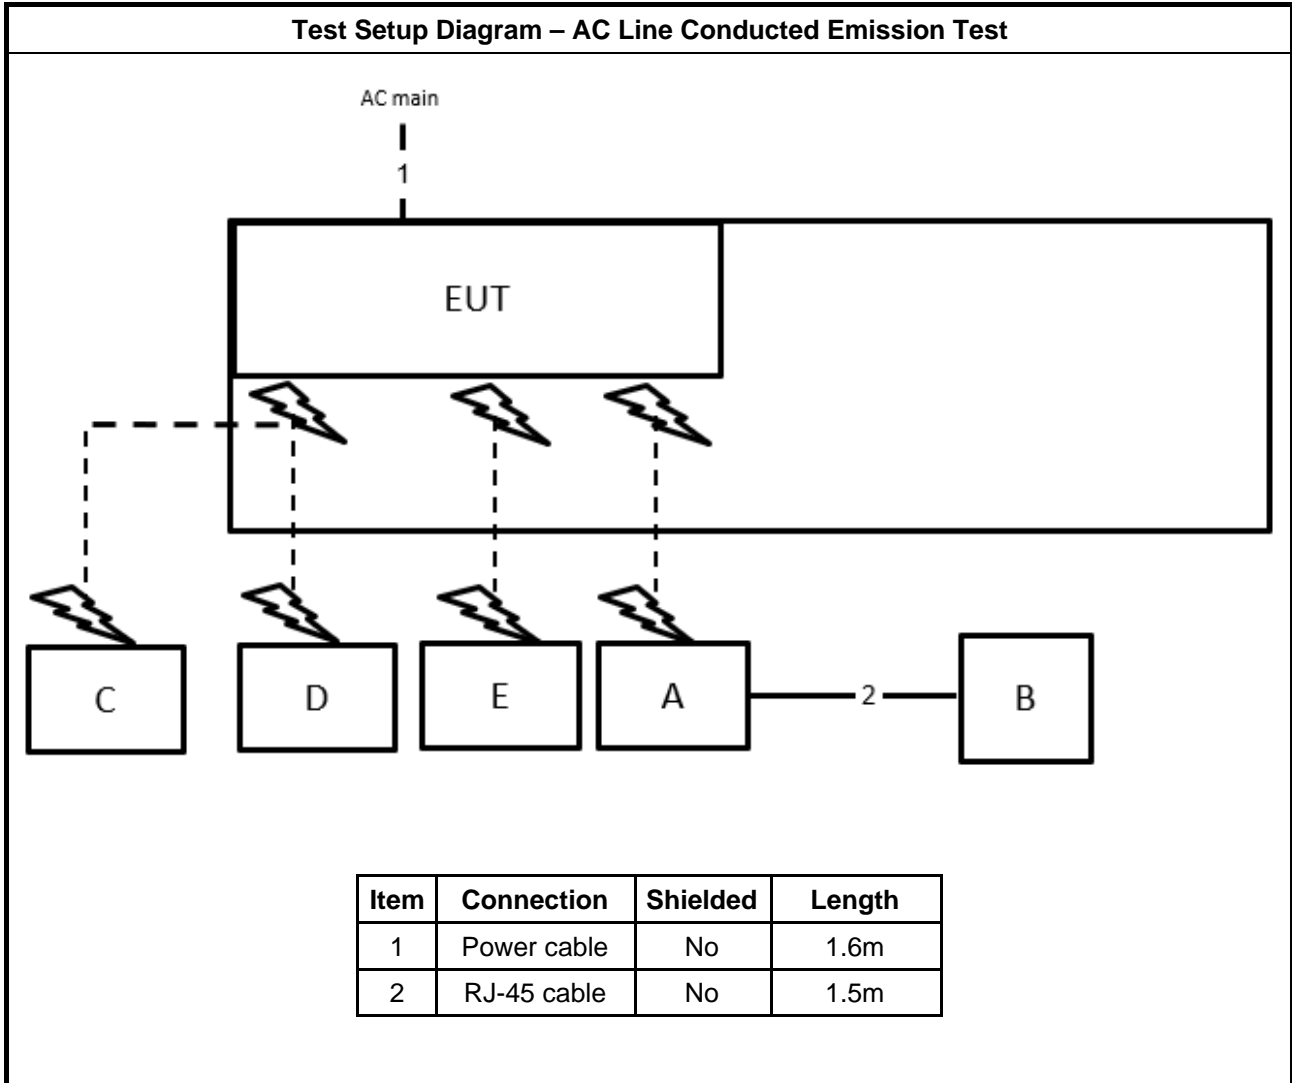 Test Setup Diagram – AC Line Conducted Emission Test
AC main
1
EUT
C
D
E
A
2
B
Item Connection Shielded Length
1 Power cable No 1.6m
2 RJ-45 cable No 1.5m